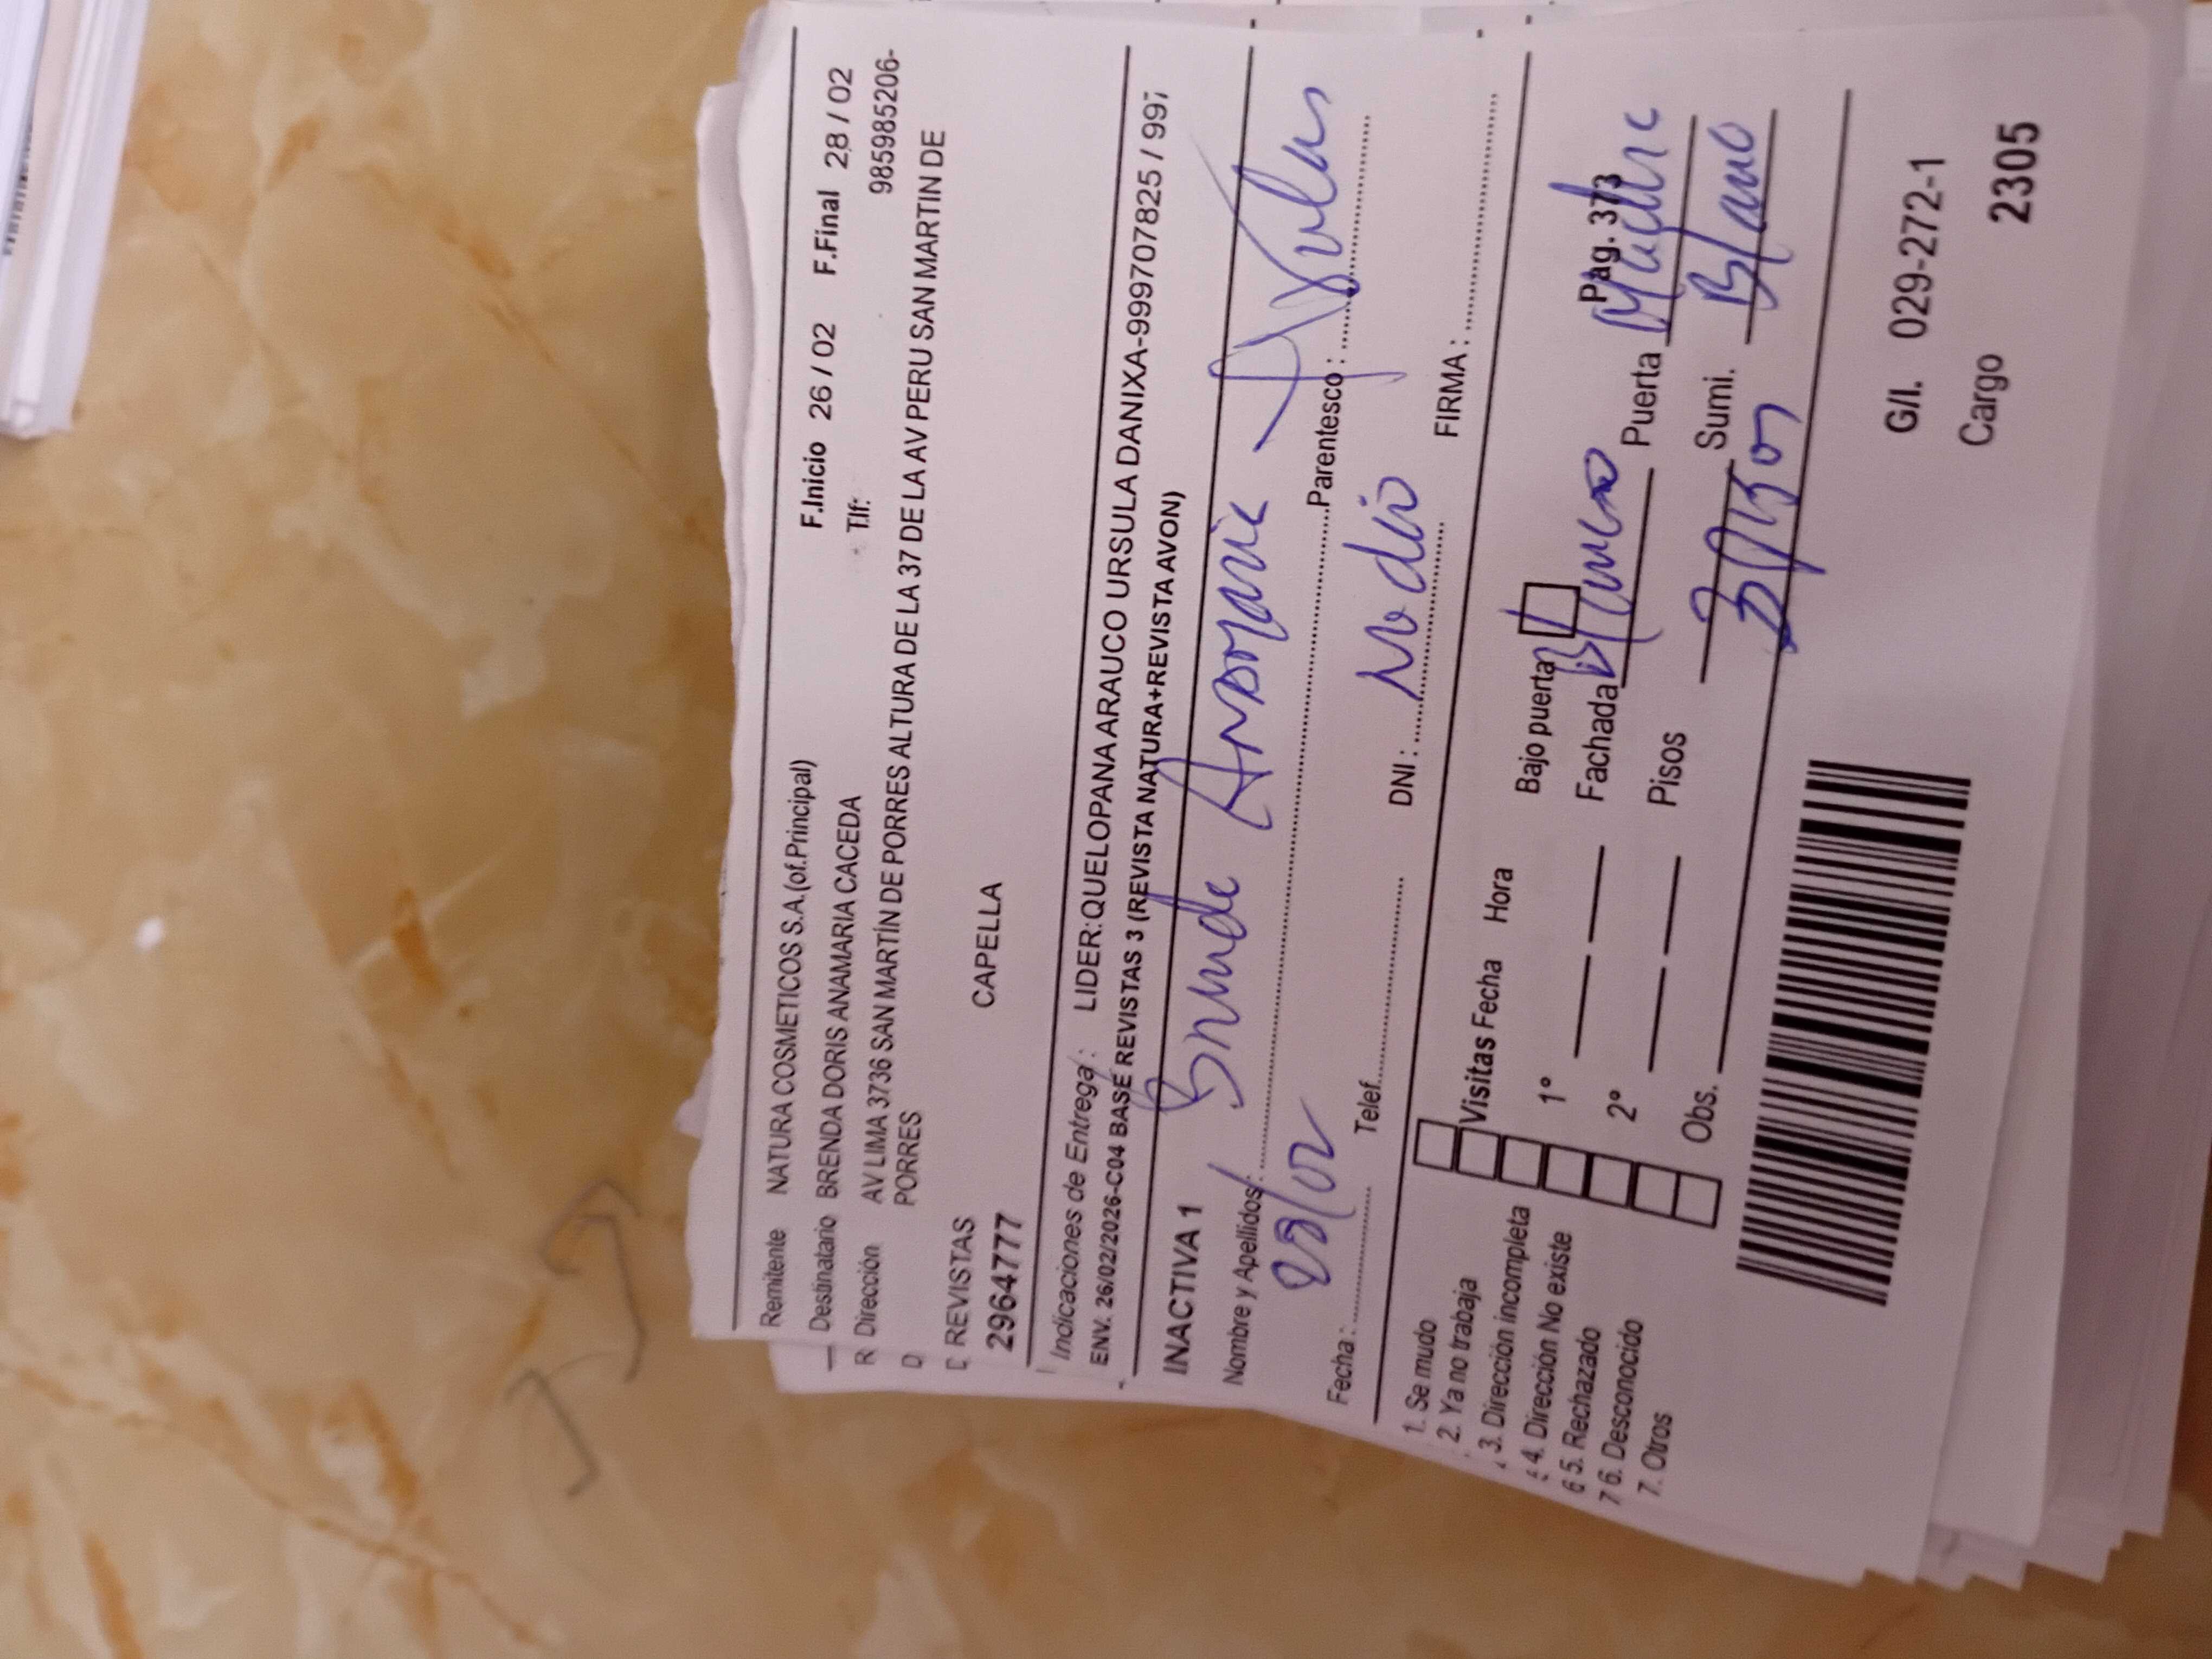 Remitente NATURA COSMETICOS S.A.(of.Principal)
F.Inicio 26 / 02 F.Final 28 / 02
Destinatario BRENDA DORIS ANAMARIA CACEDA
Tlf: 985985206-
Dirección AV LIMA 3736 SAN MARTÍN DE PORRES ALTURA DE LA 37 DE LA AV PERU SAN MARTIN DE
PORRES
REVISTAS
2964777 CAPELLA
Indicaciones de Entrega : LIDER:QUELOPANA ARAUCO URSULA DANIXA-999707825 / 997
ENV. 26/02/2026-C04 BASE REVISTAS 3 (REVISTA NATURA+REVISTA AVON)
INACTIVA 1
Nombre y Apellidos: Parentesco :
Fecha : Telef. DNI : No dio FIRMA :
1. Se mudo
2. Ya no trabaja
3. Dirección incompleta
4. Dirección No existe
5. Rechazado
6. Desconocido
7. Otros
Visitas Fecha Hora
1°
2°
Obs.
Bajo puerta
Pag. 373
Fachada Blanco Puerta Madre
Pisos Sumi. Blanco
G/I. 029-272-1
Cargo 2305